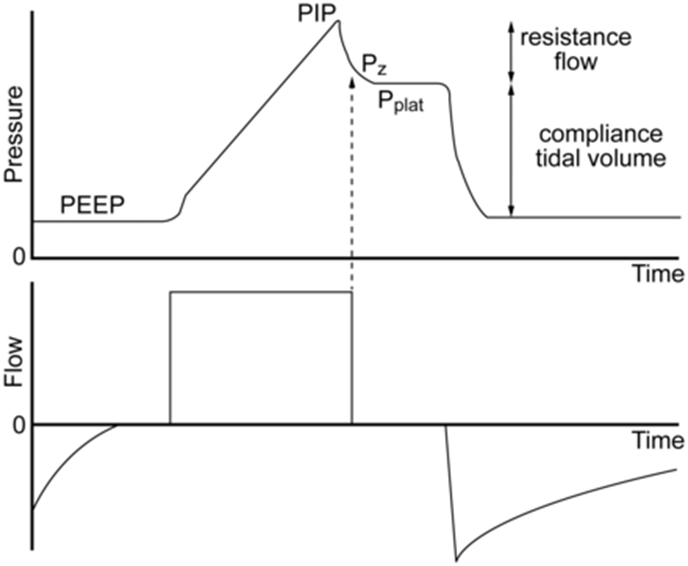 PIP
resistance
flow
Pz
Pplat
compliance
tidal volume
PEEP
Pressure
0
Time
Flow
0
Time